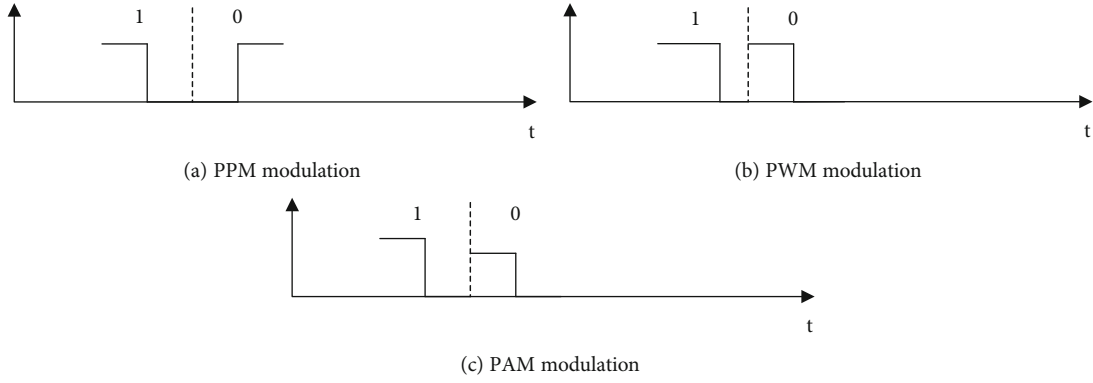 1 0
t
(a) PPM modulation
1 0
t
(b) PWM modulation
1 0
t
(c) PAM modulation